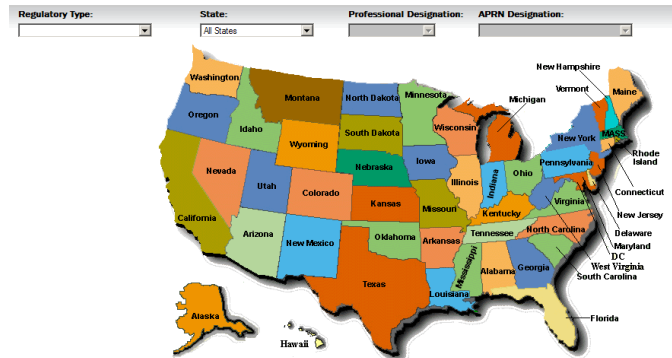 Regulatory Type: State: Professional Designation: APRN Designation:
All States
New Hampshire
Vermont
Michigan
Washington
Montana
North Dakota
Minnesota
Maine
Oregon
Idaho
Wyoming
South Dakota
Wisconsin
New York
MASS
Rhode
Island
Connecticut
Nevada
Utah
Colorado
Nebraska
Iowa
Illinois
Indiana
Ohio
Pennsylvania
New Jersey
Delaware
Maryland
DC
West Virginia
South Carolina
California
Arizona
New Mexico
Kansas
Missouri
Kentucky
Virginia
Oklahoma
Arkansas
Tennessee
North Carolina
Texas
Louisiana
Mississippi
Alabama
Georgia
Florida
Alaska
Hawaii